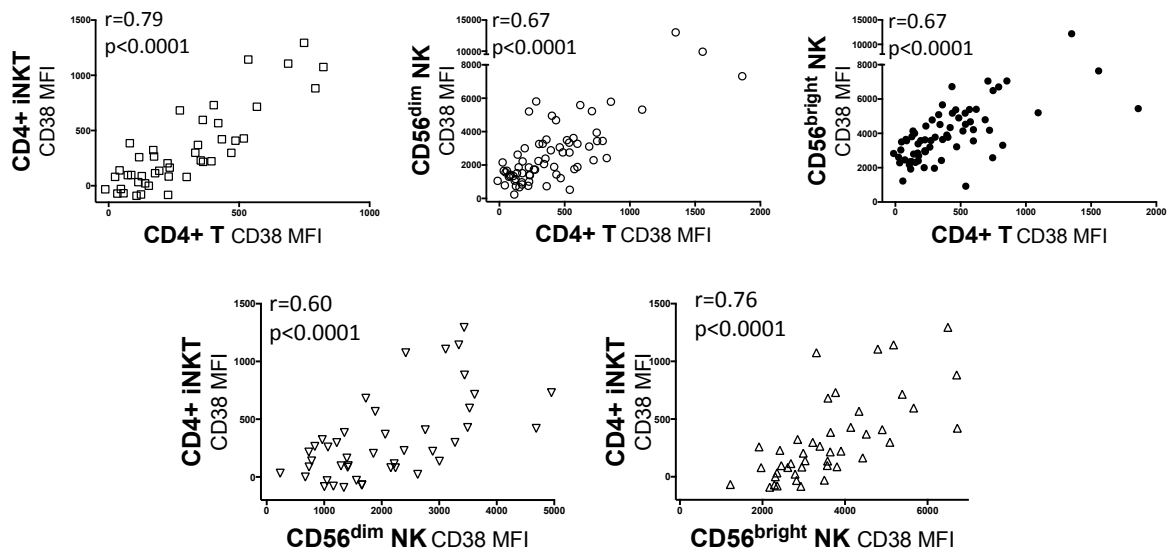 r=0.79
p<0.0001
CD4+ iNKT
CD38 MFI
1500
1000
500
0
0 500 1000
CD4+ T CD38 MFI
r=0.67
p<0.0001
CD56dim NK
CD38 MFI
15000
10000
8000
6000
4000
2000
0
0 500 1000 1500 2000
CD4+ T CD38 MFI
r=0.67
p<0.0001
CD56bright NK
CD38 MFI
15000
10000
8000
6000
4000
2000
0
0 500 1000 1500 2000
CD4+ T CD38 MFI
r=0.60
p<0.0001
CD4+ iNKT
CD38 MFI
1500
1000
500
0
0 1000 2000 3000 4000 5000
CD56dim NK CD38 MFI
r=0.76
p<0.0001
CD4+ iNKT
CD38 MFI
1500
1000
500
0
0 2000 4000 6000
CD56bright NK CD38 MFI